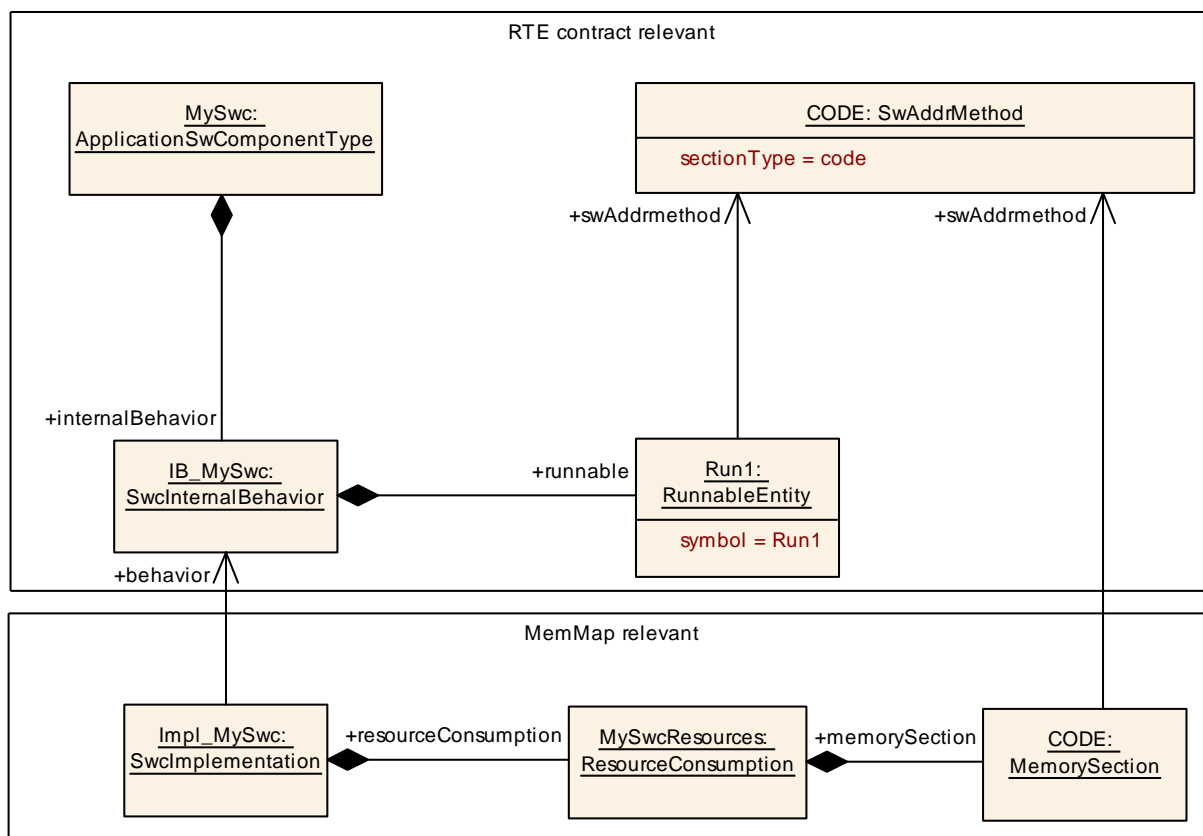 RTE contract relevant
MySwc:
ApplicationSwComponentType
CODE: SwAddrMethod
sectionType = code
+swAddrmethod
+swAddrmethod
+internalBehavior
IB_MySwc:
SwcInternalBehavior
+runnable
Run1:
RunnableEntity
symbol = Run1
+behavior
MemMap relevant
Impl_MySwc:
SwcImplementation
+resourceConsumption
MySwcResources:
ResourceConsumption
+memorySection
CODE:
MemorySection